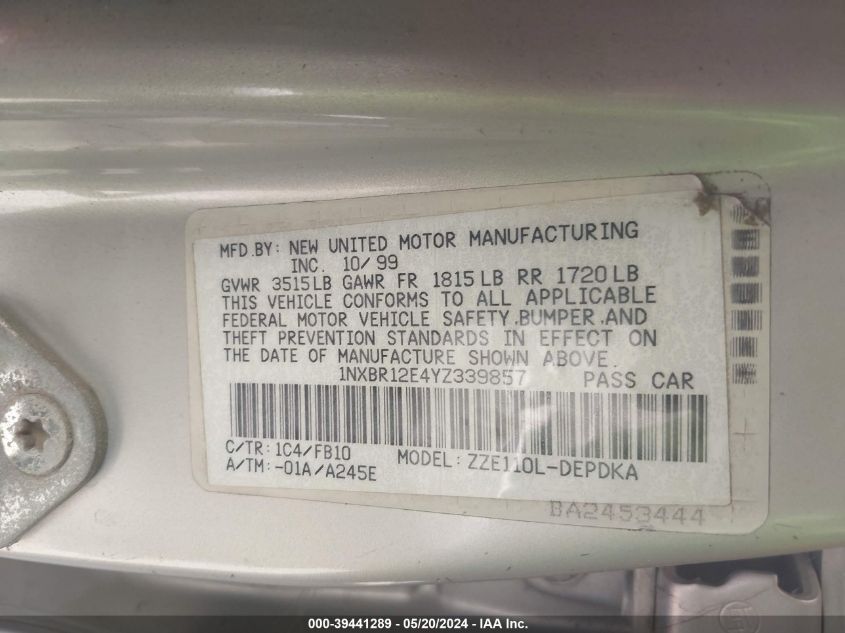 MFD.BY: NEW UNITED MOTOR MANUFACTURING
INC. 10/99
GVWR 3515LB GAWR FR 1815LB RR 1720LB
THIS VEHICLE CONFORMS TO ALL APPLICABLE
FEDERAL MOTOR VEHICLE SAFETY,BUMPER,AND
THEFT PREVENTION STANDARDS IN EFFECT ON
THE DATE OF MANUFACTURE SHOWN ABOVE.
1NXBR12E4YZ339857 PASS CAR
C/TR: 1C4/FB10 MODEL: ZZE110L-DEPDKA
A/TM: -01A/A245E
BA2453444
000-39441289 — 05/20/2024 — IAA Inc.